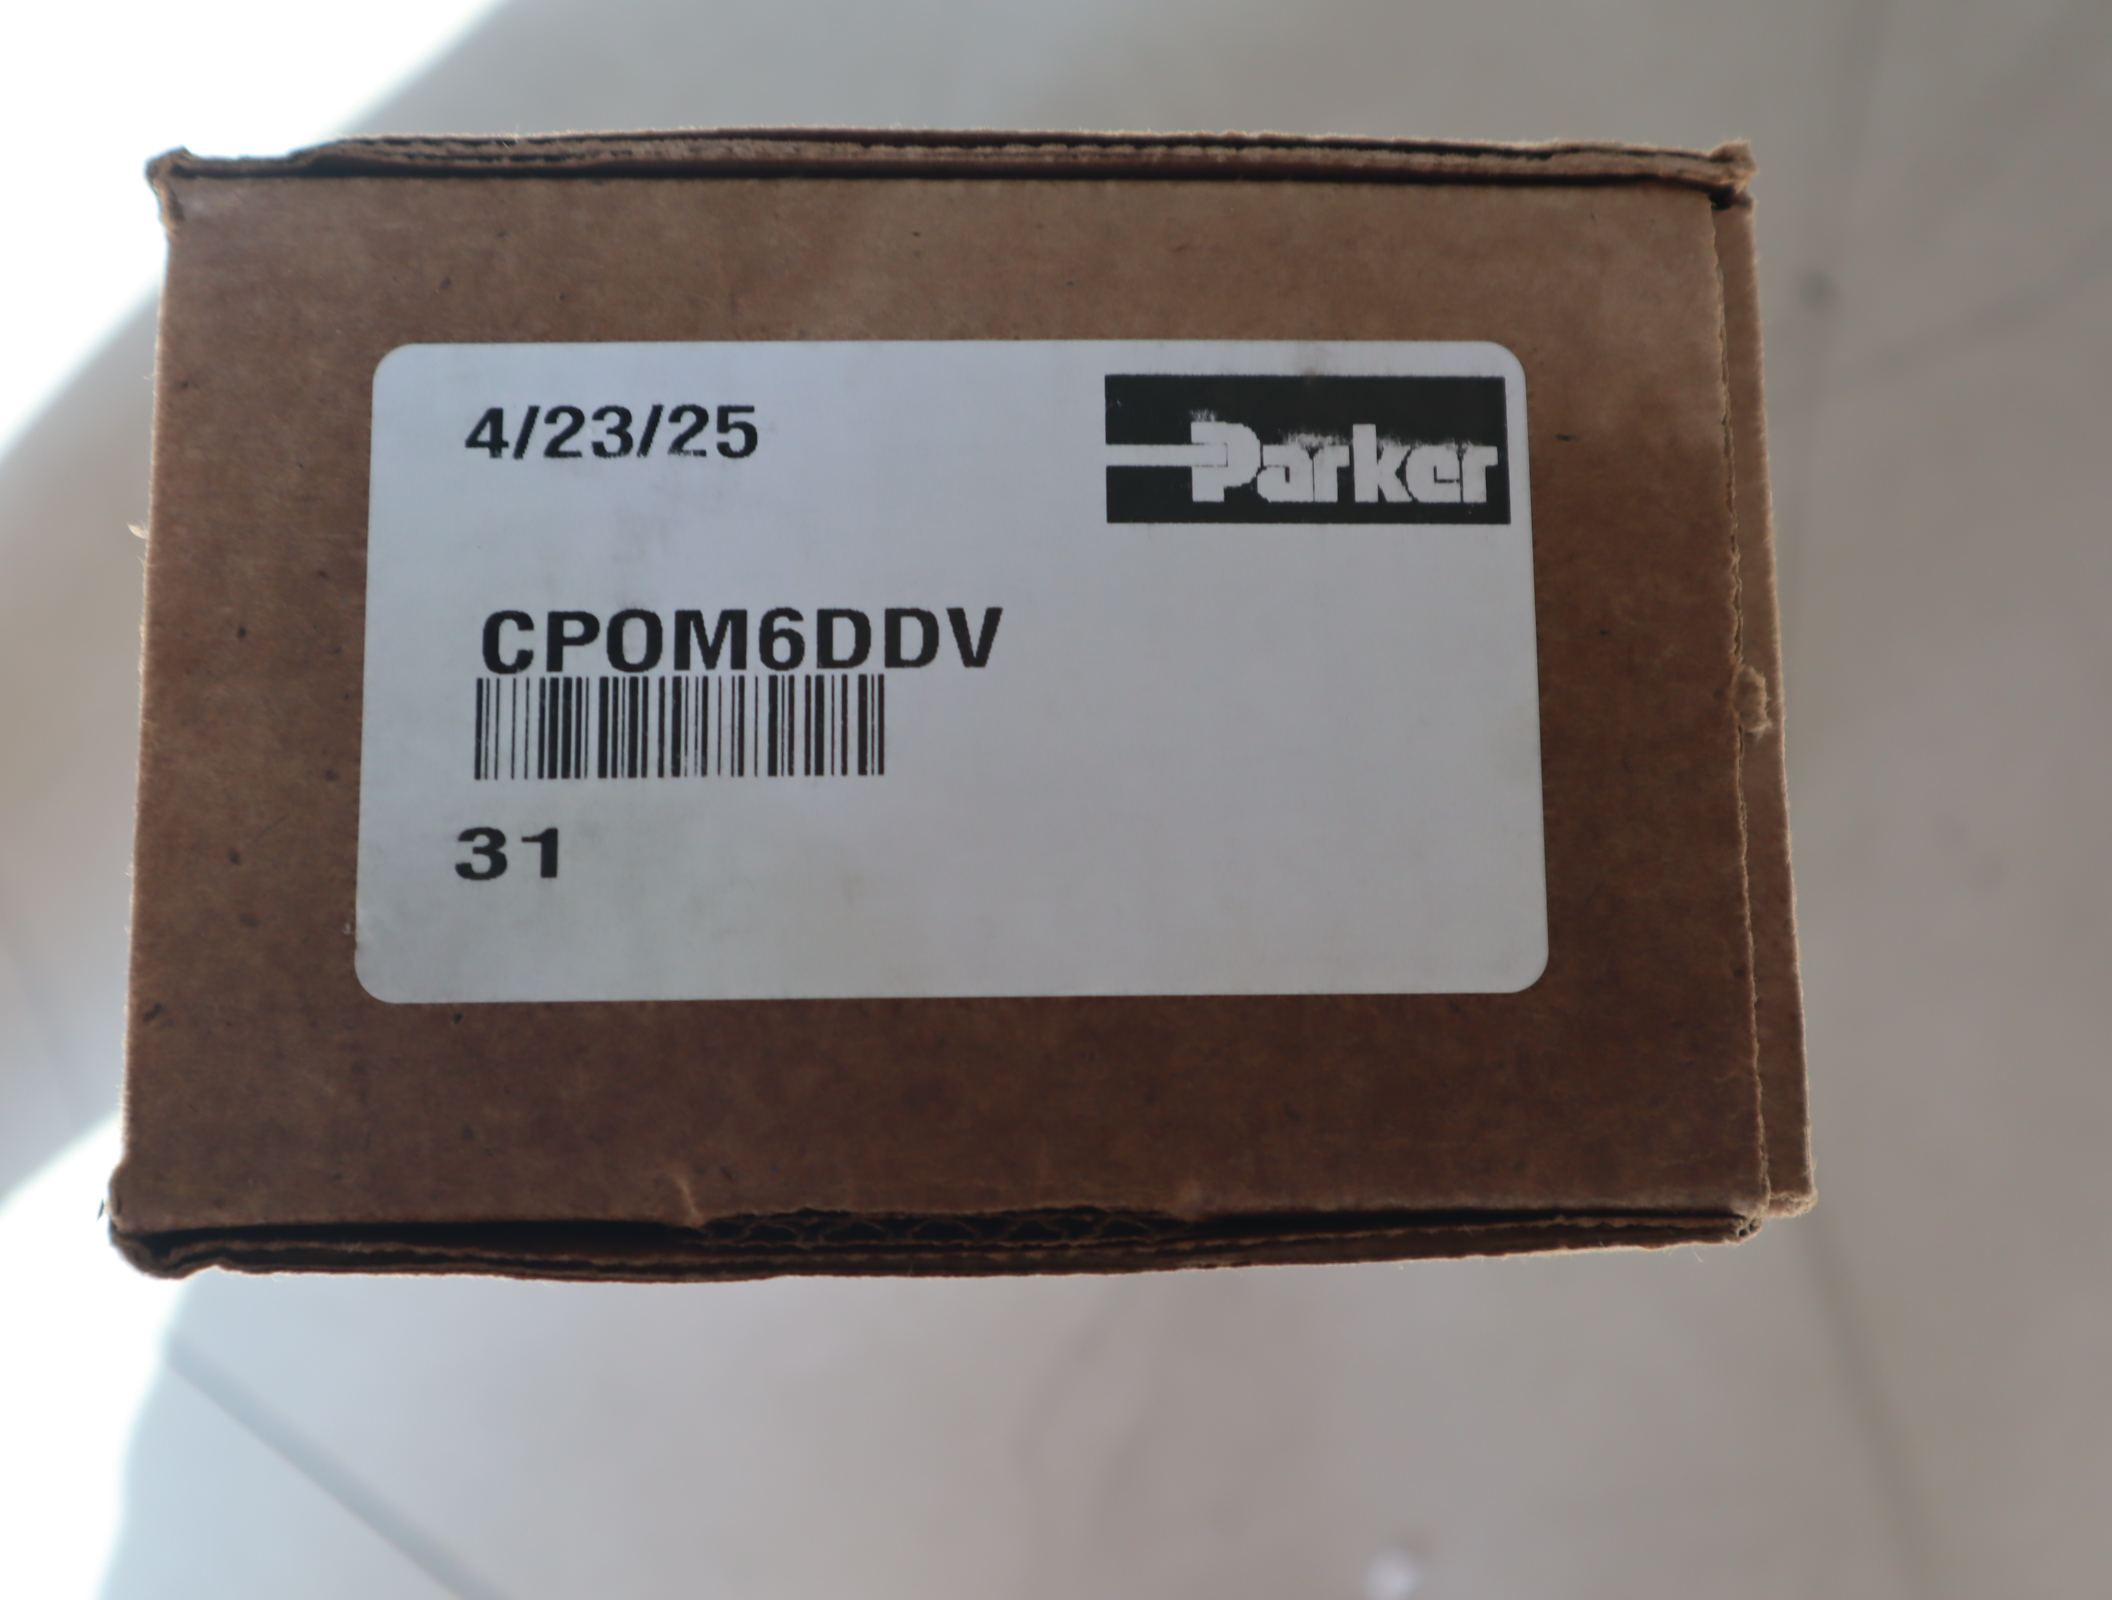 4/23/25
Parker
CPOM6DDV
31